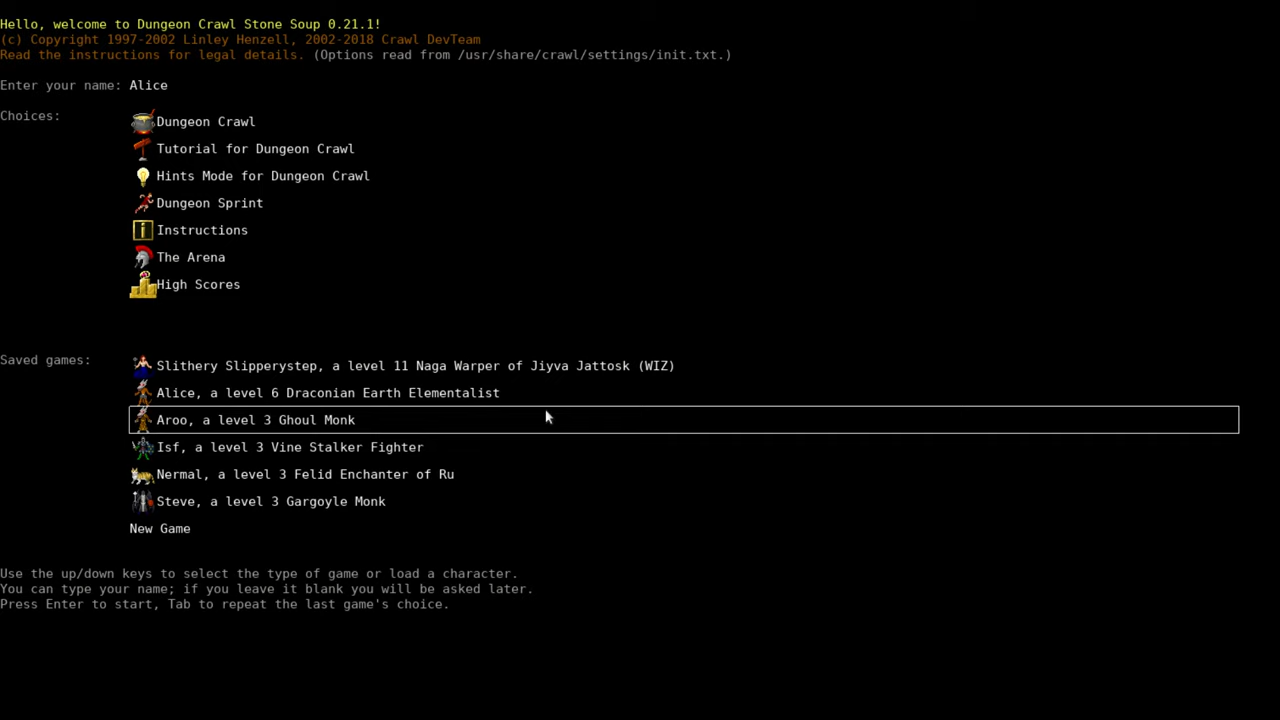 Hello, welcome to Dungeon Crawl Stone Soup 0.21.1!
(c) Copyright 1997-2002 Linley Henzell, 2002-2018 Crawl DevTeam
Read the instructions for legal details. (Options read from /usr/share/crawl/settings/init.txt.)
Enter your name: Alice
Choices:
Dungeon Crawl
Tutorial for Dungeon Crawl
Hints Mode for Dungeon Crawl
Dungeon Sprint
Instructions
The Arena
High Scores
Saved games:
Slithery Slipperystep, a level 11 Naga Warper of Jiyva Jattosk (WIZ)
Alice, a level 6 Draconian Earth Elementalist
Aroo, a level 3 Ghoul Monk
Isf, a level 3 Vine Stalker Fighter
Nermal, a level 3 Felid Enchanter of Ru
Steve, a level 3 Gargoyle Monk
New Game
Use the up/down keys to select the type of game or load a character.
You can type your name; if you leave it blank you will be asked later.
Press Enter to start, Tab to repeat the last game's choice.